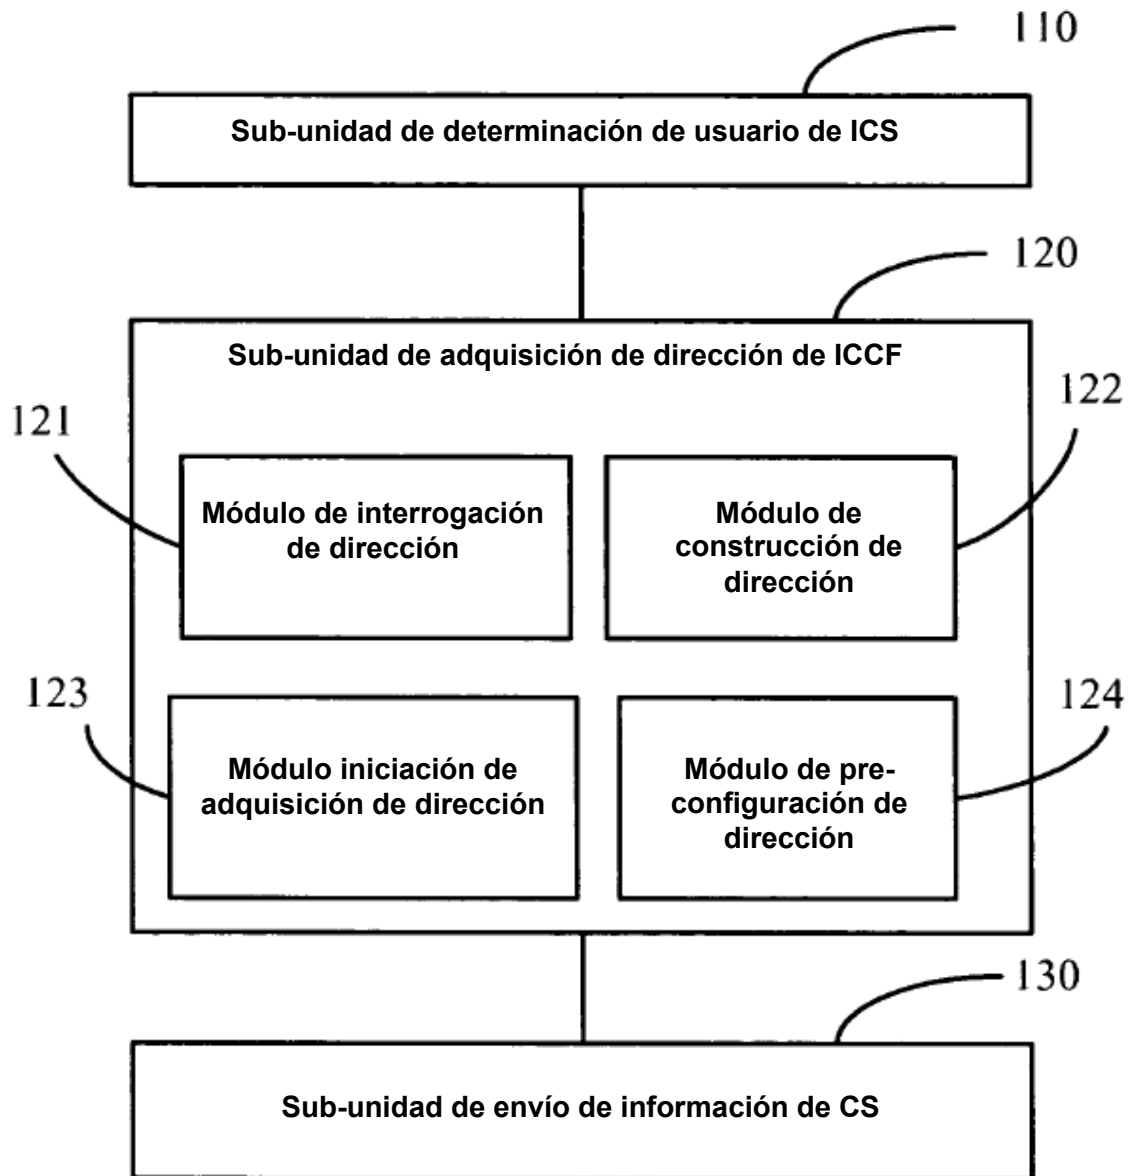 110
Sub-unidad de determinación de usuario de ICS
120
Sub-unidad de adquisición de dirección de ICCF
121
122
Módulo de interrogación
de dirección
Módulo de
construcción de
dirección
123
124
Módulo iniciación de
adquisición de dirección
Módulo de pre-
configuración de
dirección
130
Sub-unidad de envío de información de CS